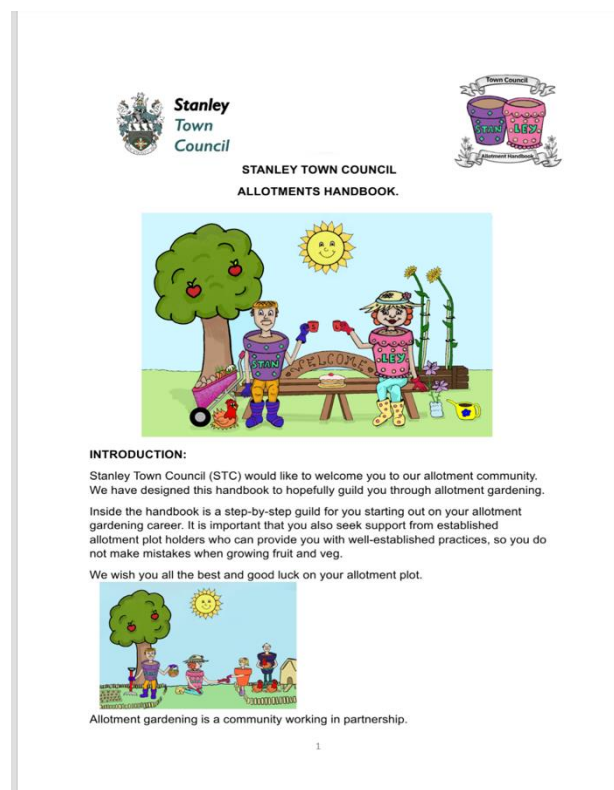 Stanley
Town
Council
Town Council
STAN
.LEY.
Allotment Handbook
STANLEY TOWN COUNCIL
ALLOTMENTS HANDBOOK.
STAN
WELCOME
.LEY
INTRODUCTION:
Stanley Town Council (STC) would like to welcome you to our allotment community.
We have designed this handbook to hopefully guild you through allotment gardening.
Inside the handbook is a step-by-step guild for you starting out on your allotment
gardening career. It is important that you also seek support from established
allotment plot holders who can provide you with well-established practices, so you do
not make mistakes when growing fruit and veg.
We wish you all the best and good luck on your allotment plot.
Allotment gardening is a community working in partnership.
1